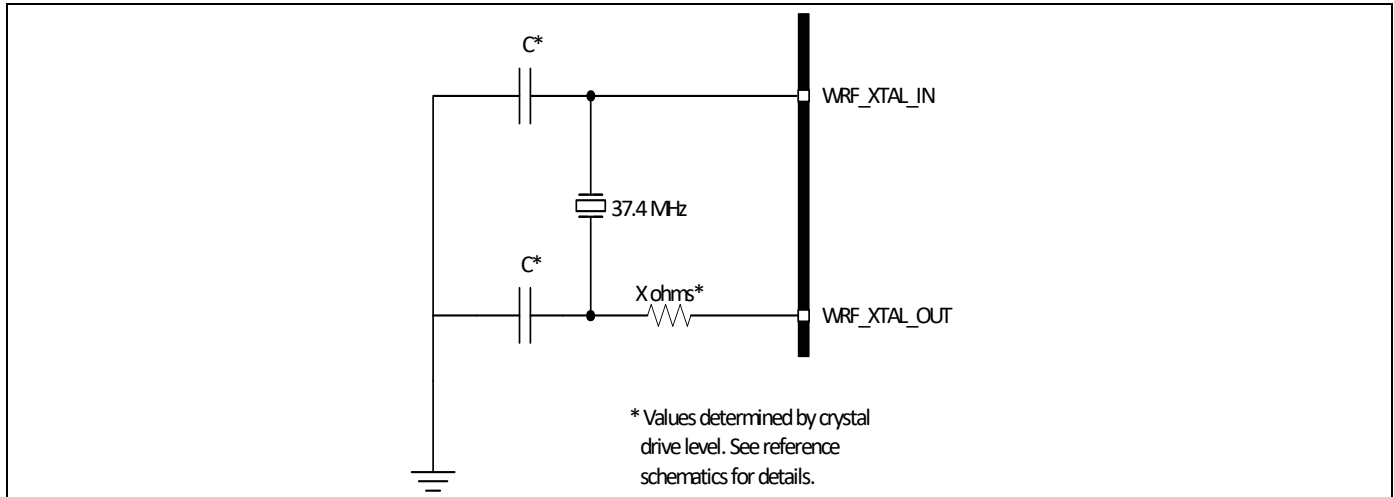 C*
WRF_XTAL_IN
37.4 MHz
C*
X ohms*
WRF_XTAL_OUT
* Values determined by crystal
drive level. See reference
schematics for details.